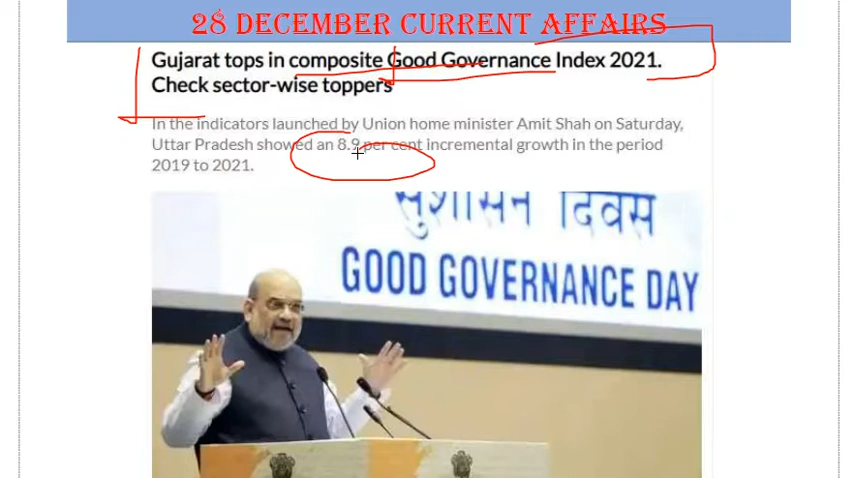 28 DECEMBER CURRENT AFFAIRS
Gujarat tops in composite Good Governance Index 2021.
Check sector-wise toppers
In the indicators launched by Union home minister Amit Shah on Saturday,
Uttar Pradesh showed an 8.9 per cent incremental growth in the period
2019 to 2021.
सुशासन दिवस
GOOD GOVERNANCE DAY